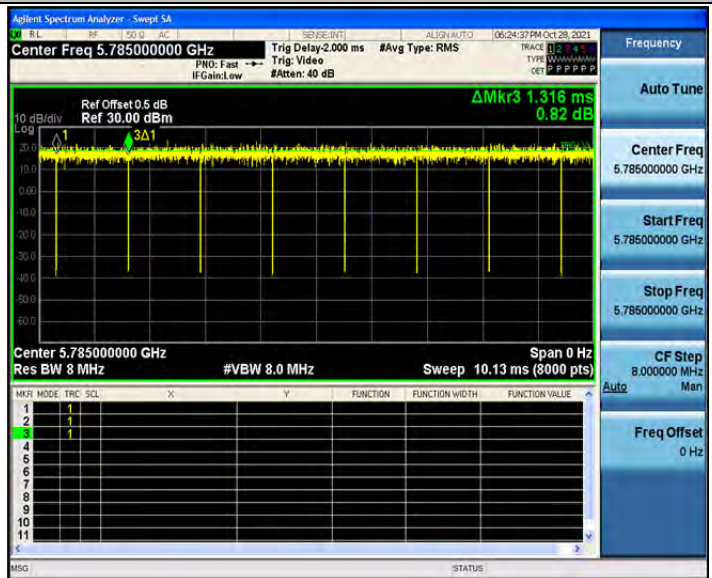 Agilent Spectrum Analyzer - Swept SA
RL RF 50 Ω AC SENSE:INT ALIGN AUTO 06:24:37 PM Oct 28, 2021
Center Freq 5.785000000 GHz
PNO: Fast
IFGain:Low
Trig Delay-2.000 ms
Trig: Video
#Atten: 40 dB
#Avg Type: RMS
TRACE 1 2 3 4 5 6
TYPE
DET P P P P P P
ΔMkr3 1.316 ms
0.82 dB
Ref Offset 0.5 dB
10 dB/div Ref 30.00 dBm
Log
1
3Δ1
20.0
10.0
0.00
-10.0
-20.0
-30.0
-40.0
-50.0
-60.0
Center 5.785000000 GHz Span 0 Hz
Res BW 8 MHz #VBW 8.0 MHz Sweep 10.13 ms (8000 pts)
MKR MODE TRC SCL X Y FUNCTION FUNCTION WIDTH FUNCTION VALUE
1 1
2 1
3 1
4
5
6
7
8
9
10
11
MSG STATUS
Frequency
Auto Tune
Center Freq
5.785000000 GHz
Start Freq
5.785000000 GHz
Stop Freq
5.785000000 GHz
CF Step
8.000000 MHz
Auto Man
Freq Offset
0 Hz